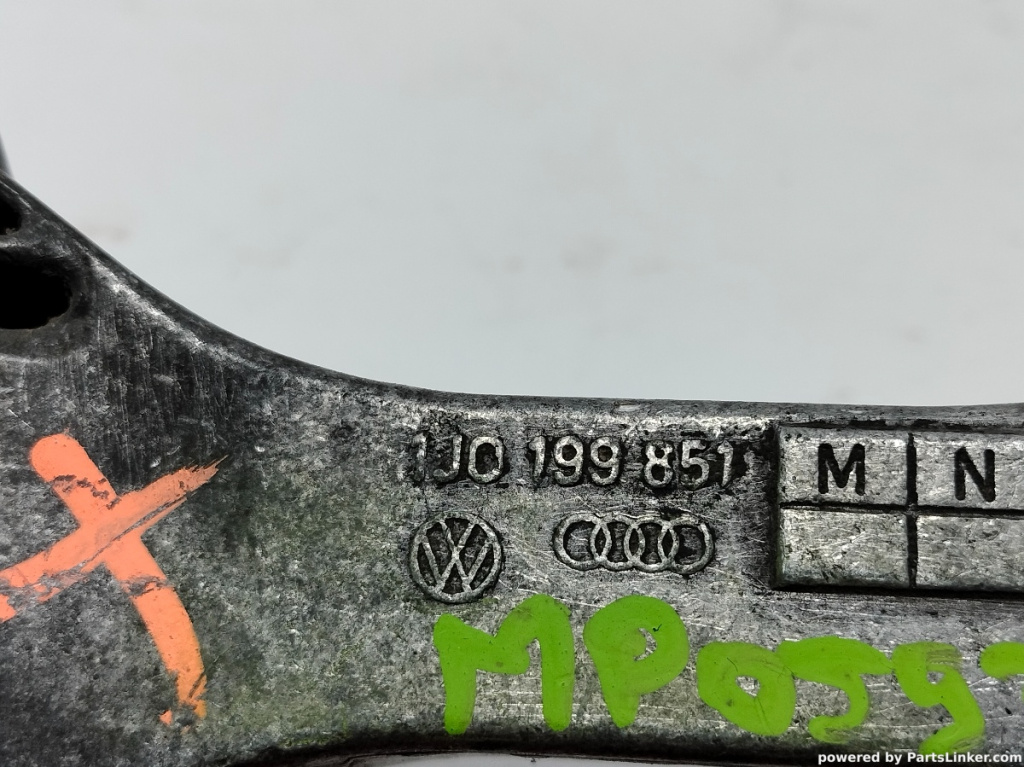 1J0 199 851
M N
MP059
powered by PartsLinker.com